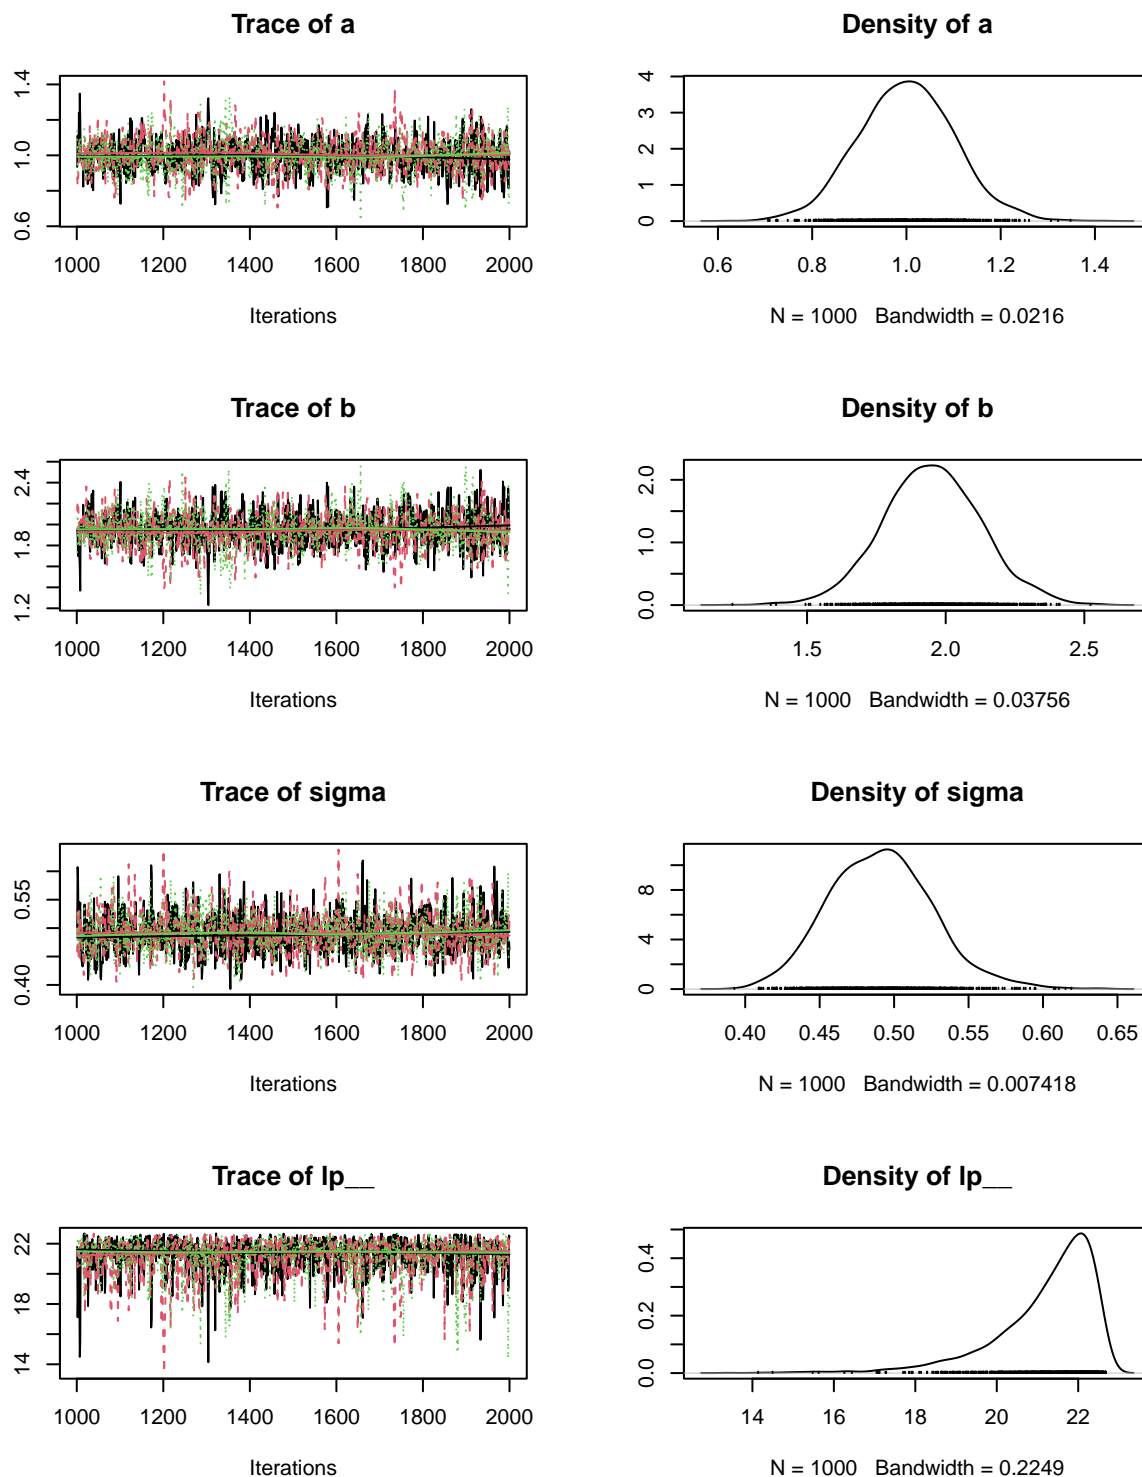 Trace of a
1.4
1.0
0.6
1000 1200 1400 1600 1800 2000
Iterations
Density of a
4
3
2
1
0
0.6 0.8 1.0 1.2 1.4
N = 1000 Bandwidth = 0.0216
Trace of b
2.4
1.8
1.2
1000 1200 1400 1600 1800 2000
Iterations
Density of b
2.0
1.0
0.0
1.5 2.0 2.5
N = 1000 Bandwidth = 0.03756
Trace of sigma
0.55
0.40
1000 1200 1400 1600 1800 2000
Iterations
Density of sigma
8
4
0
0.40 0.45 0.50 0.55 0.60 0.65
N = 1000 Bandwidth = 0.007418
Trace of lp__
22
18
14
1000 1200 1400 1600 1800 2000
Iterations
Density of lp__
0.4
0.2
0.0
14 16 18 20 22
N = 1000 Bandwidth = 0.2249